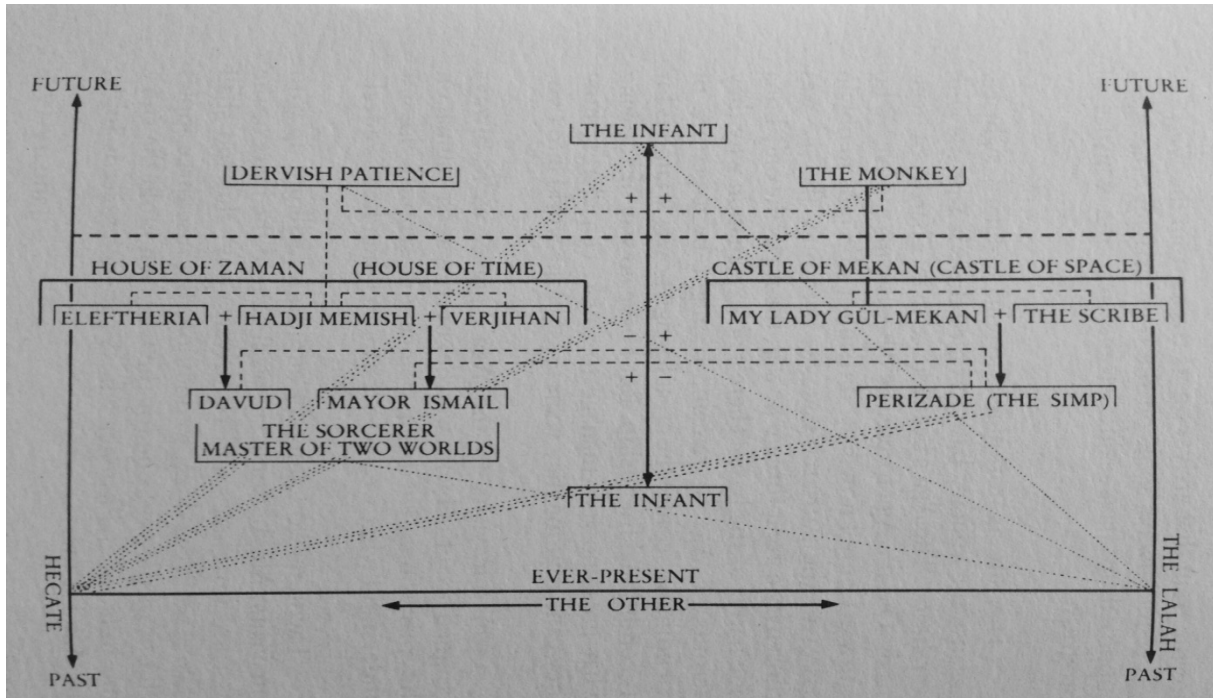 FUTURE
FUTURE
THE INFANT
DERVISH PATIENCE
THE MONKEY
+ +
HOUSE OF ZAMAN (HOUSE OF TIME)
CASTLE OF MEKAN (CASTLE OF SPACE)
ELEFTHERIA + HADJI MEMISH + VERJIHAN
MY LADY GÜL-MEKAN + THE SCRIBE
− +
+ −
DAVUD
MAYOR ISMAIL
PERIZADE (THE SIMP)
THE SORCERER
MASTER OF TWO WORLDS
THE INFANT
HECATE
THE LALAH
EVER-PRESENT
THE OTHER
PAST
PAST